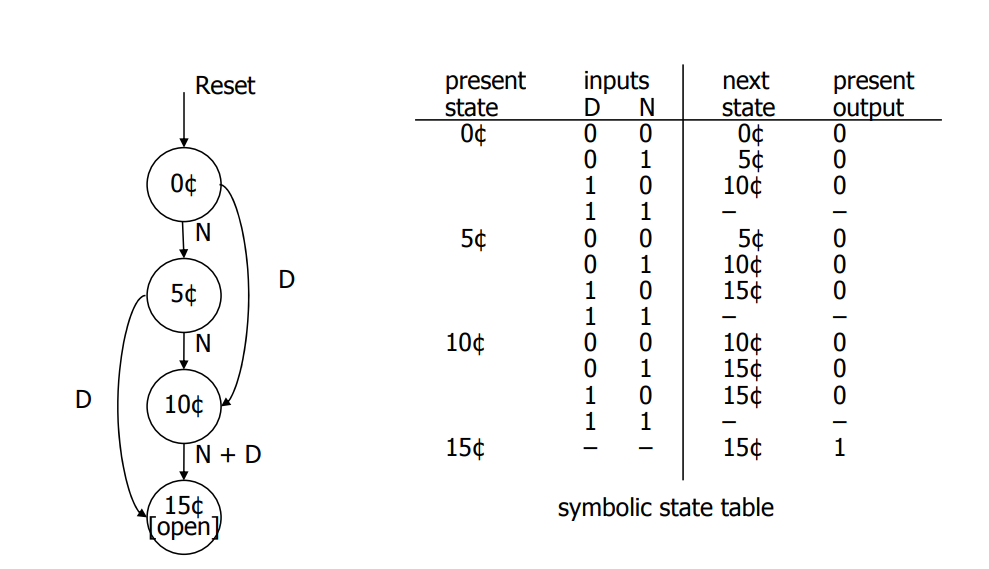 Reset
0¢
N
D
5¢
N
D
10¢
N + D
15¢
[open]
present inputs next present
state D N state output
0¢ 0 0 0¢ 0
0 1 5¢ 0
1 0 10¢ 0
1 1 – –
5¢ 0 0 5¢ 0
0 1 10¢ 0
1 0 15¢ 0
1 1 – –
10¢ 0 0 10¢ 0
0 1 15¢ 0
1 0 15¢ 0
1 1 – –
15¢ – – 15¢ 1
symbolic state table